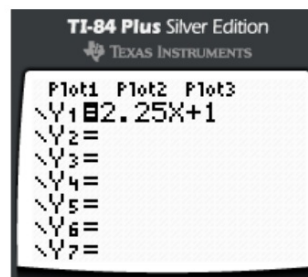 TI-84 Plus Silver Edition
TEXAS INSTRUMENTS
Plot1 Plot2 Plot3
\Y1=2.25X+1
\Y2=
\Y3=
\Y4=
\Y5=
\Y6=
\Y7=